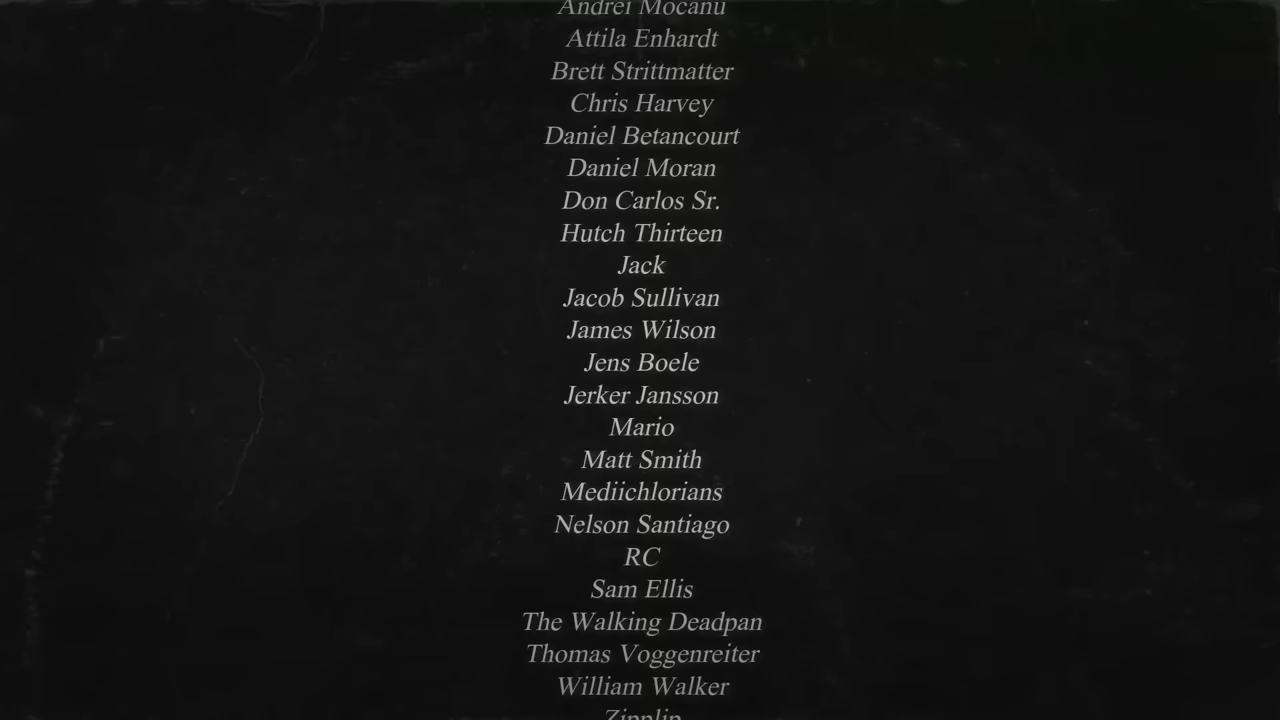 Andrei Mocanu
Attila Enhardt
Brett Strittmatter
Chris Harvey
Daniel Betancourt
Daniel Moran
Don Carlos Sr.
Hutch Thirteen
Jack
Jacob Sullivan
James Wilson
Jens Boele
Jerker Jansson
Mario
Matt Smith
Mediichlorians
Nelson Santiago
RC
Sam Ellis
The Walking Deadpan
Thomas Voggenreiter
William Walker